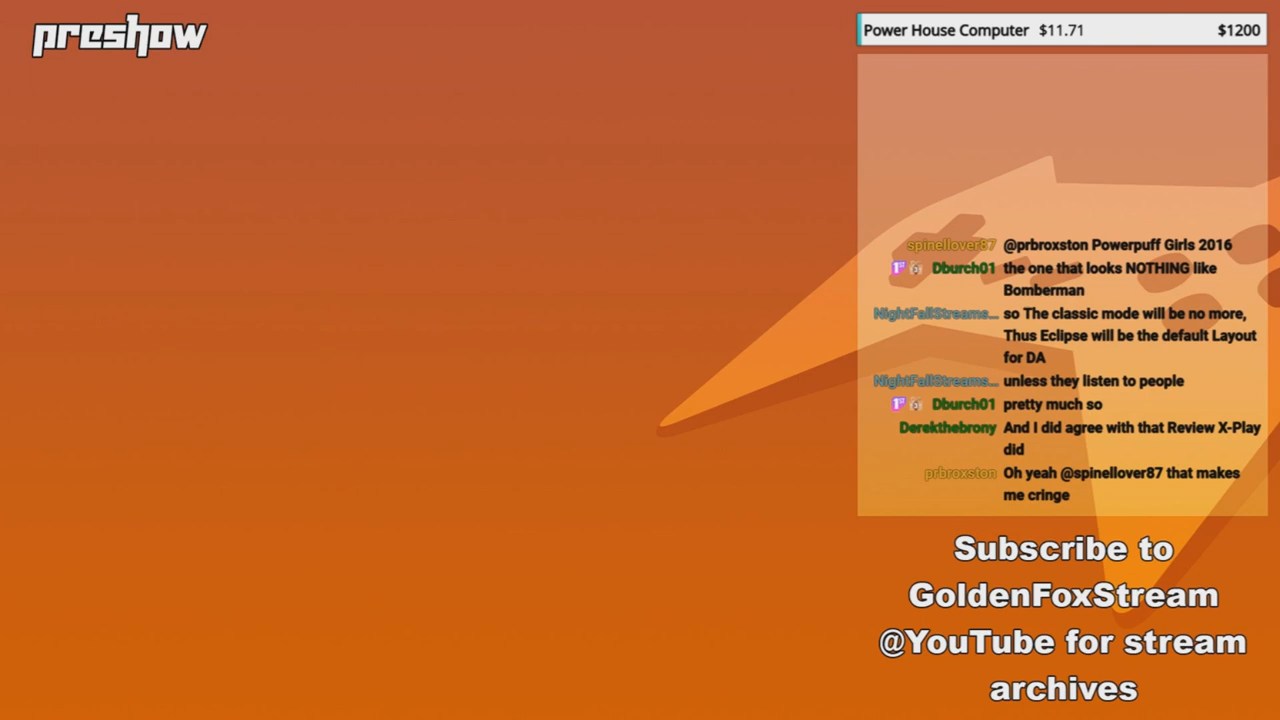 preshow
Power House Computer $11.71 $1200
spinellover87 @prbroxston Powerpuff Girls 2016
Dburch01 the one that looks NOTHING like
Bomberman
NightFallStreams... so The classic mode will be no more,
Thus Eclipse will be the default Layout
for DA
NightFallStreams... unless they listen to people
Dburch01 pretty much so
Derekthebrony And I did agree with that Review X-Play
did
prbroxston Oh yeah @spinellover87 that makes
me cringe
Subscribe to
GoldenFoxStream
@YouTube for stream
archives